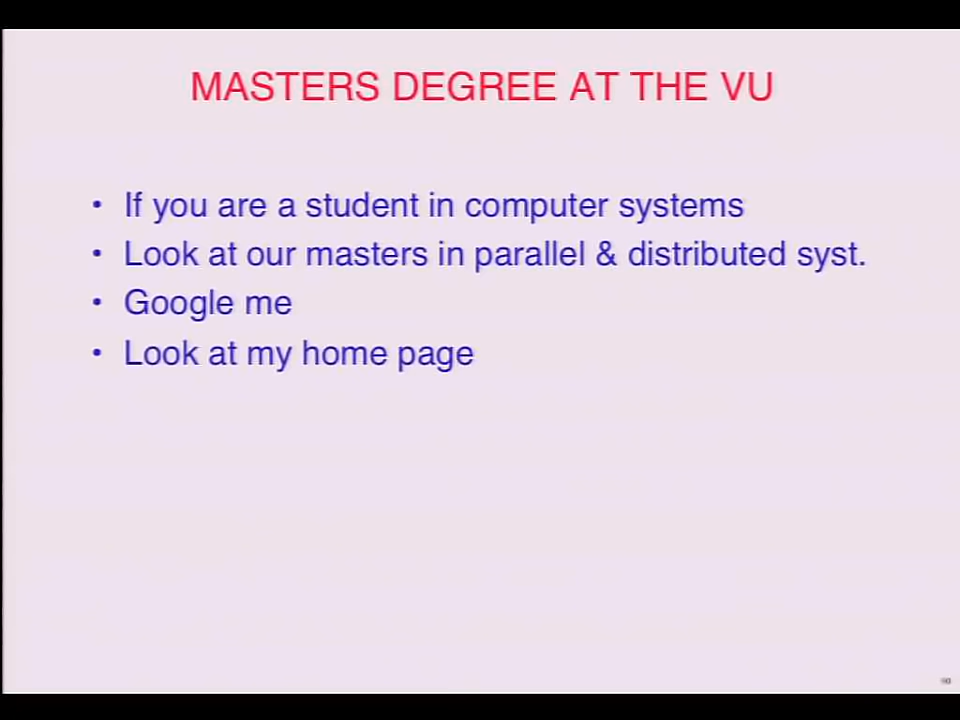 MASTERS DEGREE AT THE VU
• If you are a student in computer systems
• Look at our masters in parallel & distributed syst.
• Google me
• Look at my home page